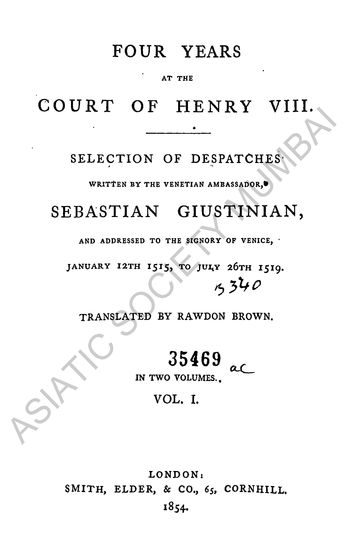 FOUR YEARS
AT THE
COURT OF HENRY VIII.
SELECTION OF DESPATCHES
WRITTEN BY THE VENETIAN AMBASSADOR,
SEBASTIAN GIUSTINIAN,
AND ADDRESSED TO THE SIGNORY OF VENICE,
JANUARY 12TH 1515, TO JULY 26TH 1519.
B 340
TRANSLATED BY RAWDON BROWN.
35469 ac
IN TWO VOLUMES.
VOL. I.
LONDON:
SMITH, ELDER, & CO., 65, CORNHILL.
1854.
ASIATIC SOCIETY MUMBAI